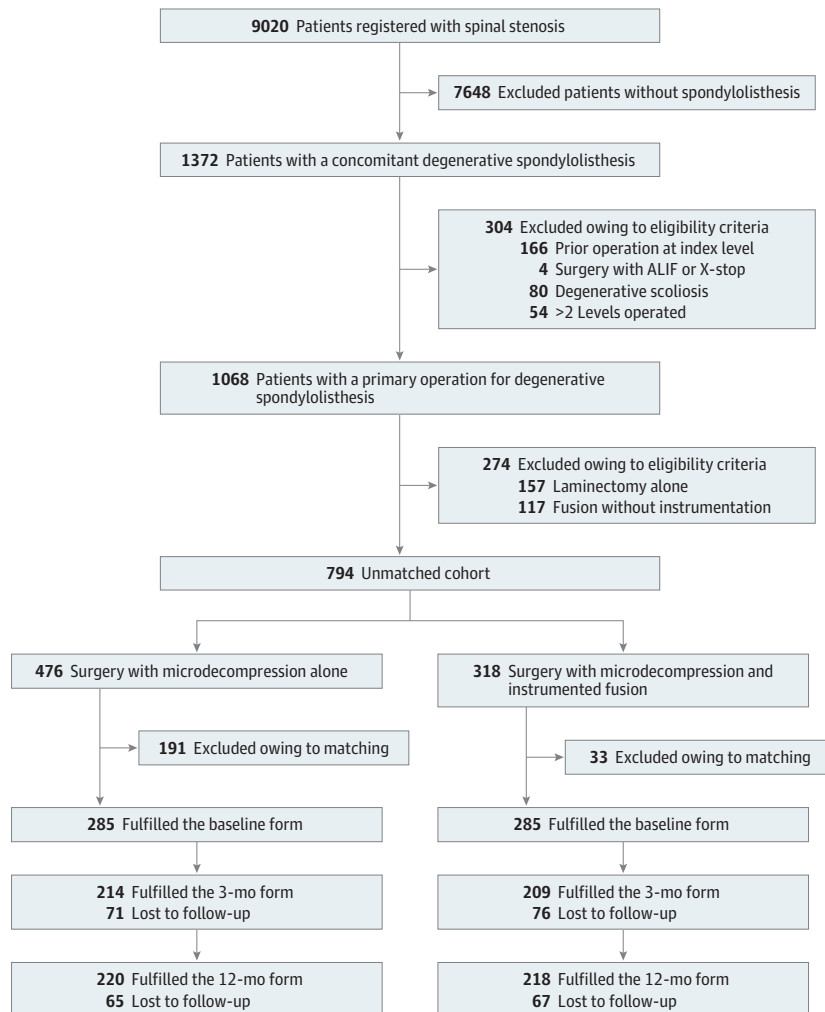 9020 Patients registered with spinal stenosis
7648 Excluded patients without spondylolisthesis
1372 Patients with a concomitant degenerative spondylolisthesis
304 Excluded owing to eligibility criteria
166 Prior operation at index level
4 Surgery with ALIF or X-stop
80 Degenerative scoliosis
54 >2 Levels operated
1068 Patients with a primary operation for degenerative
spondylolisthesis
274 Excluded owing to eligibility criteria
157 Laminectomy alone
117 Fusion without instrumentation
794 Unmatched cohort
476 Surgery with microdecompression alone
318 Surgery with microdecompression and
instrumented fusion
191 Excluded owing to matching
33 Excluded owing to matching
285 Fulfilled the baseline form
285 Fulfilled the baseline form
214 Fulfilled the 3-mo form
71 Lost to follow-up
209 Fulfilled the 3-mo form
76 Lost to follow-up
220 Fulfilled the 12-mo form
65 Lost to follow-up
218 Fulfilled the 12-mo form
67 Lost to follow-up